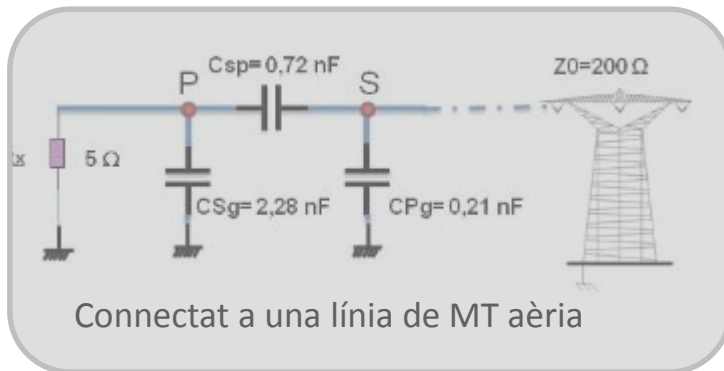 Csp=0,72 nF
Z0=200 Ω
P
S
5 Ω
CSg=2,28 nF
CPg=0,21 nF
Connectat a una línia de MT aèria